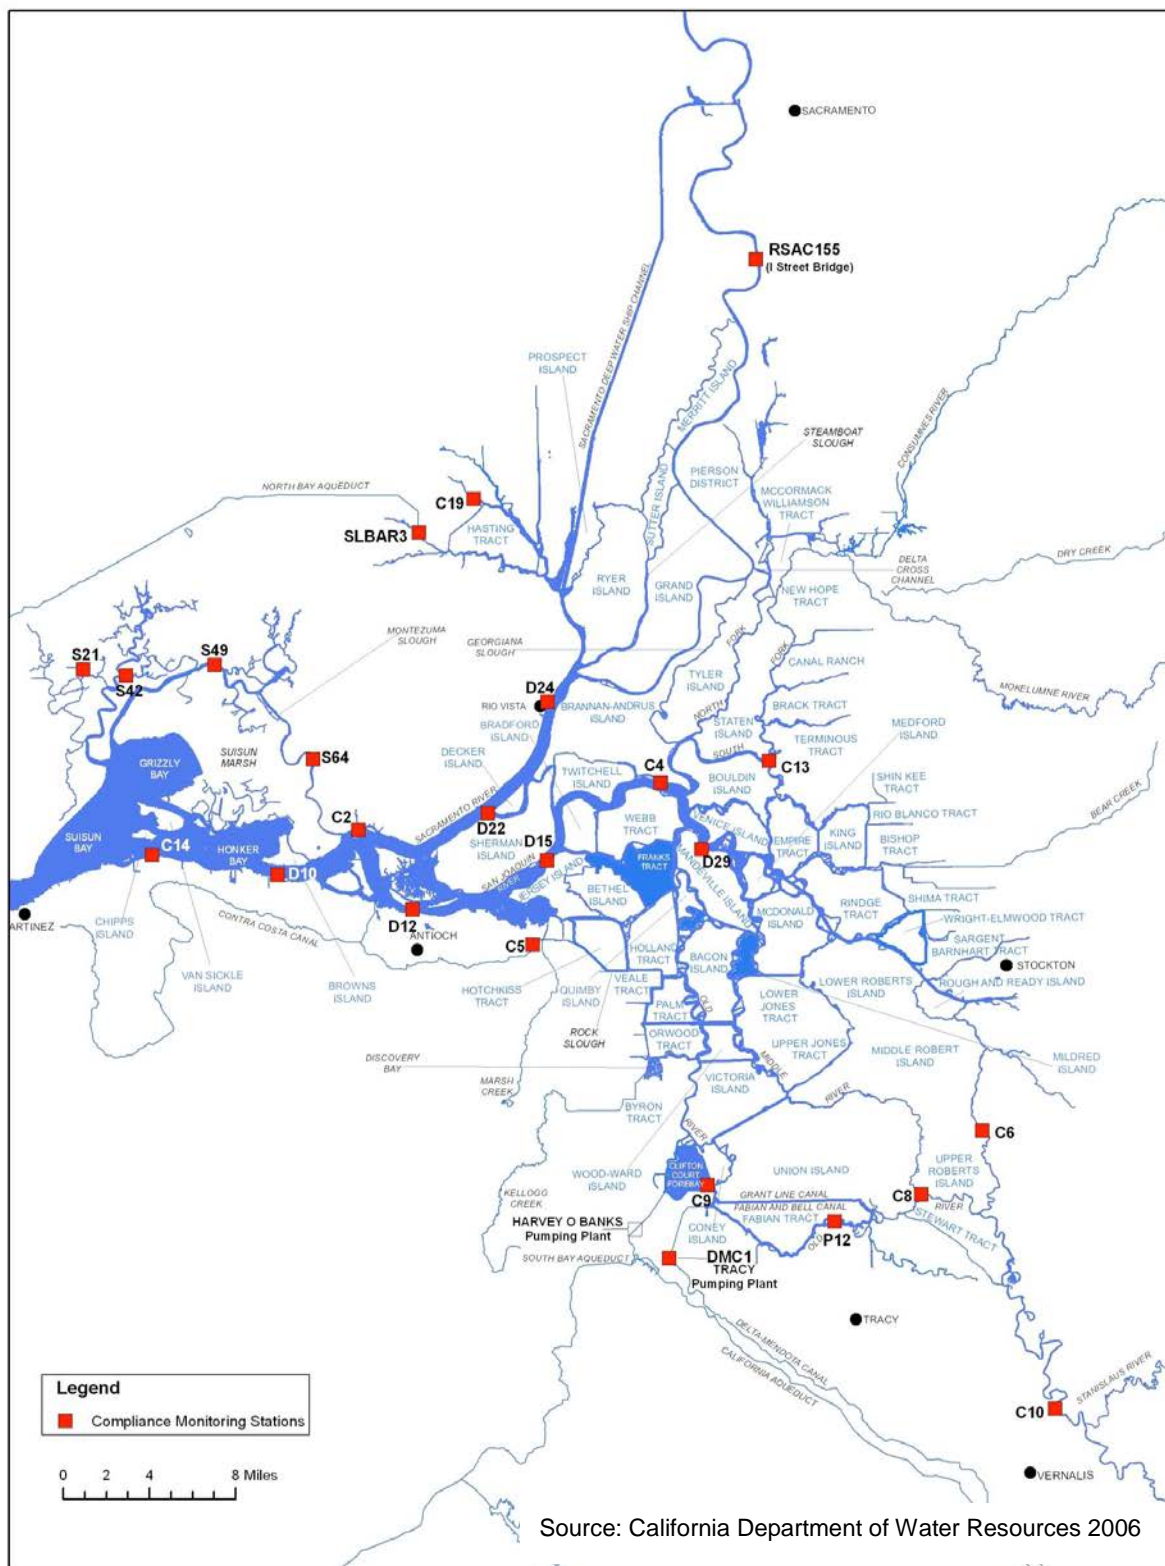 SACRAMENTO
RSAC155
(I Street Bridge)
SACRAMENTO DEEP WATER SHIP CHANNEL
PROSPECT
ISLAND
MERRITT ISLAND
STEAMBOAT
SLOUGH
CONSUMNES RIVER
PIERSON
DISTRICT
SUTTER ISLAND
MCCORMACK
WILLIAMSON
TRACT
NORTH BAY AQUEDUCT
C19
HASTING
TRACT
SLBAR3
DELTA
CROSS
CHANNEL
DRY CREEK
RYER
ISLAND
GRAND
ISLAND
NEW HOPE
TRACT
MONTEZUMA
SLOUGH
GEORGIANA
SLOUGH
FORK
FORK
S21
S49
S42
CANAL RANCH
TYLER
ISLAND
MOKELUMNE RIVER
D24
RIO VISTA
BRANNAN-ANDRUS
ISLAND
NORTH
BRACK TRACT
STATEN
ISLAND
MEDFORD
ISLAND
BRADFORD
ISLAND
TERMINOUS
TRACT
SUISUN
MARSH
S64
DECKER
ISLAND
SOUTH
C13
GRIZZLY
BAY
TWITCHELL
ISLAND
C4
BOULDIN
ISLAND
SHIN KEE
TRACT
BEAR CREEK
C2
SACRAMENTO RIVER
D22
RIO BLANCO TRACT
SUISUN
BAY
C14
HONKER
BAY
SHERMAN
ISLAND
D15
WEBB
TRACT
VENICE ISLAND
EMPIRE
TRACT
KING
ISLAND
BISHOP
TRACT
D29
FRANKS
TRACT
MANDEVILLE ISLAND
D10
SAN JOAQUIN
RIVER
JERSEY ISLAND
BETHEL
ISLAND
SHIMA TRACT
RINDGE
TRACT
MCDONALD
ISLAND
WRIGHT-ELMWOOD TRACT
ARTINEZ
CHIPPS
ISLAND
CONTRA COSTA CANAL
D12
ANTIOCH
C5
SARGENT
BARNHART TRACT
STOCKTON
HOLLAND
TRACT
BACON
ISLAND
VAN SICKLE
ISLAND
BROWNS
ISLAND
HOTCHKISS
TRACT
QUIMBY
ISLAND
VEALE
TRACT
LOWER ROBERTS
ISLAND
ROUGH AND READY ISLAND
OLD
LOWER
JONES
TRACT
PALM
TRACT
ROCK
SLOUGH
ORWOOD
TRACT
UPPER JONES
TRACT
MIDDLE ROBERT
ISLAND
MILDRED
ISLAND
DISCOVERY
BAY
MARSH
CREEK
MIDDLE
VICTORIA
ISLAND
BYRON
TRACT
RIVER
RIVER
C6
WOOD-WARD
ISLAND
CLIFTON
COURT
FOREBAY
UNION ISLAND
UPPER
ROBERTS
ISLAND
KELLOGG
CREEK
C9
GRANT LINE CANAL
C8
RIVER
FABIAN AND BELL CANAL
FABIAN TRACT
STEWART TRACT
HARVEY O BANKS
Pumping Plant
CONEY
ISLAND
OLD
P12
SOUTH BAY AQUEDUCT
DMC1
TRACY
Pumping Plant
TRACY
DELTA-MENDOTA CANAL
CALIFORNIA AQUEDUCT
STANISLAUS RIVER
C10
VERNALIS
Legend
Compliance Monitoring Stations
0 2 4 8 Miles
Source: California Department of Water Resources 2006